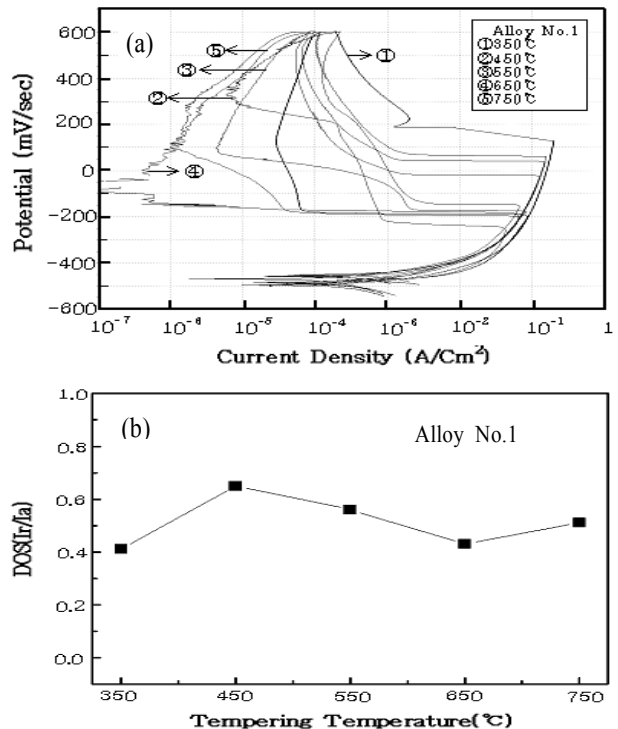 (a)
Alloy No.1
①350℃
②450℃
③550℃
④650℃
⑤750℃
⑤
①
③
②
④
600
400
200
0
-200
-400
-600
Potential (mV/sec)
10⁻⁷ 10⁻⁶ 10⁻⁵ 10⁻⁴ 10⁻⁶ 10⁻² 10⁻¹ 1
Current Density (A/Cm²)
(b)
Alloy No.1
1.0
0.8
0.6
0.4
0.2
0.0
DOS(Ir/Ia)
350 450 550 650 750
Tempering Temperature(℃)